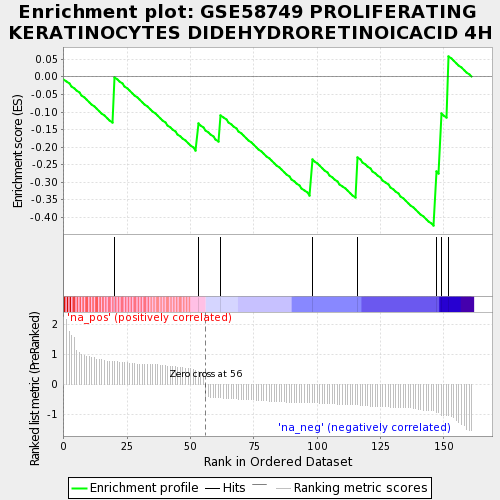 Enrichment plot: GSE58749 PROLIFERATING
KERATINOCYTES DIDEHYDRORETINOICACID 4H
Enrichment score (ES)
0.05
0.00
-0.05
-0.10
-0.15
-0.20
-0.25
-0.30
-0.35
-0.40
'na_pos' (positively correlated)
Ranked list metric (PreRanked)
2
1
0
-1
Zero cross at 56
'na_neg' (negatively correlated)
0 25 50 75 100 125 150
Rank in Ordered Dataset
Enrichment profile Hits Ranking metric scores